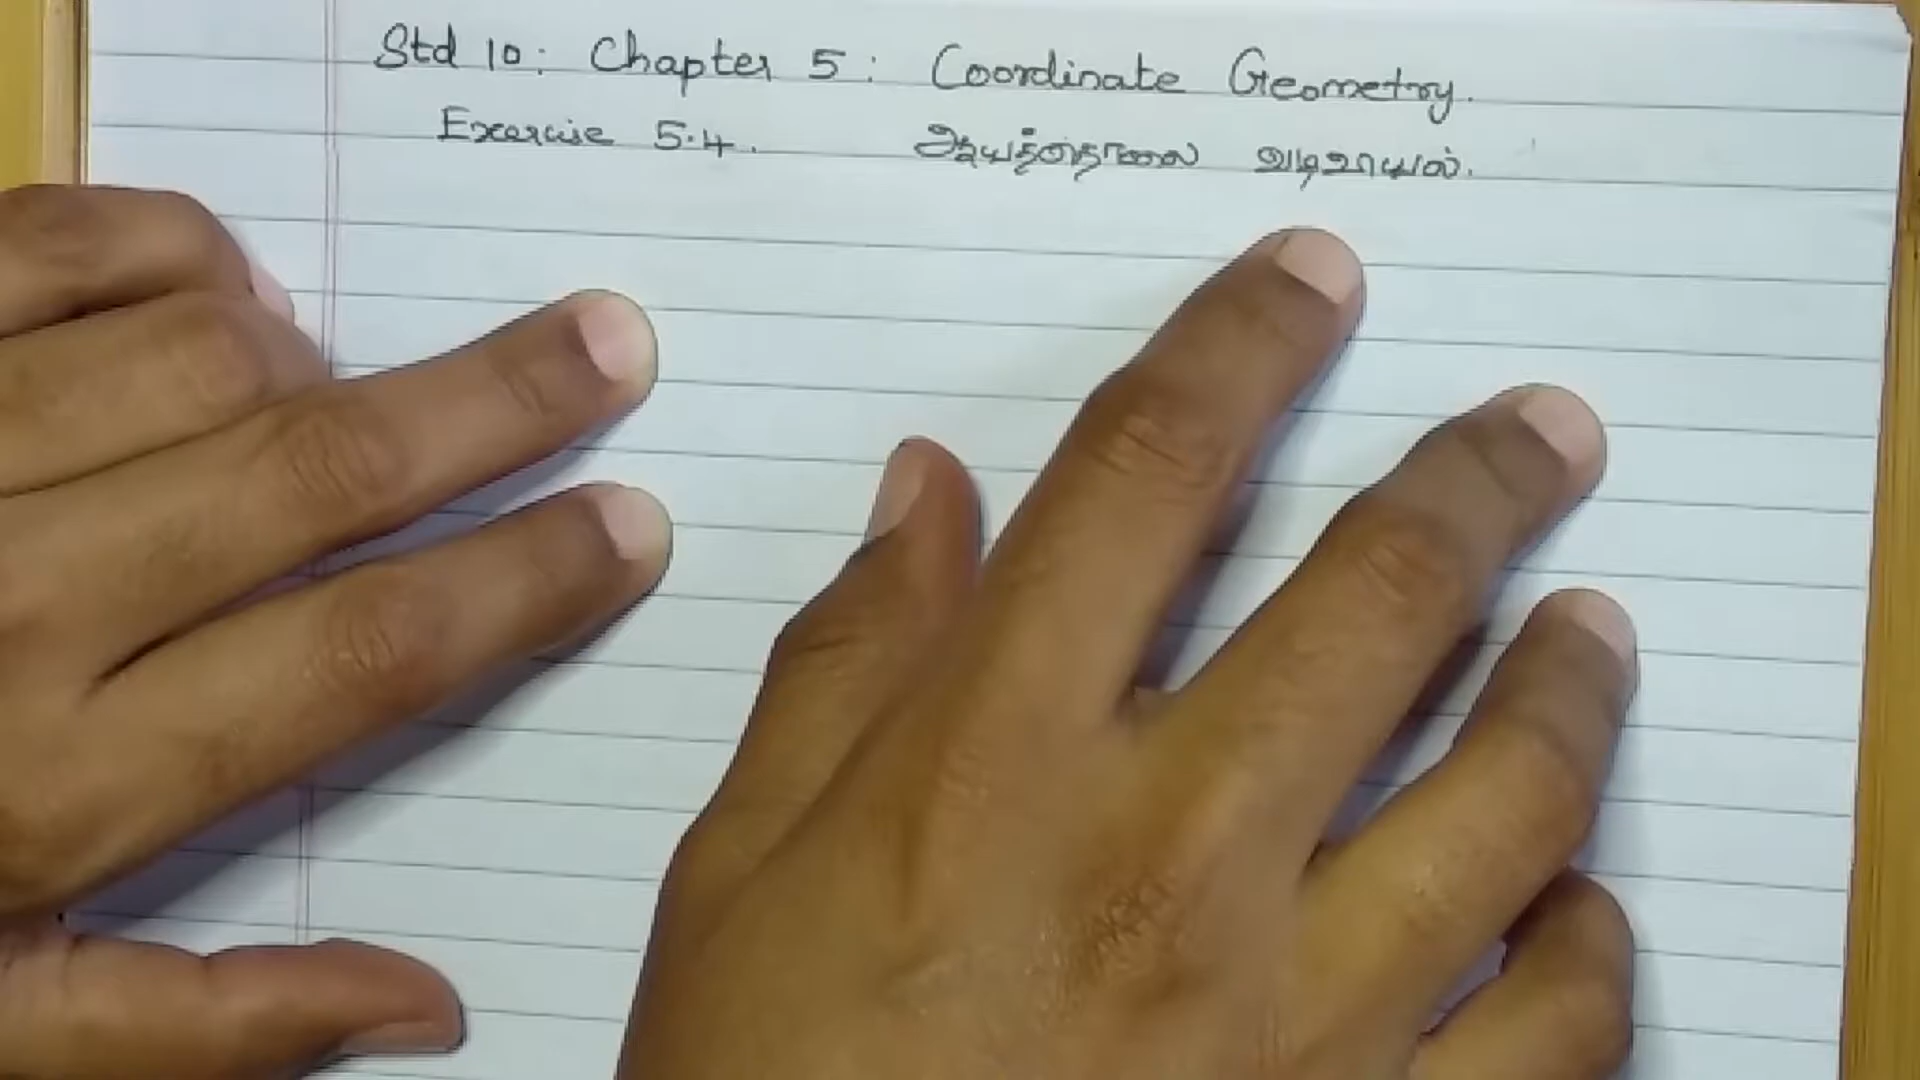 Std 10: Chapter 5: Coordinate Geometry.
Exercise 5.4. ஆயத்தொலை வடிவியல்.